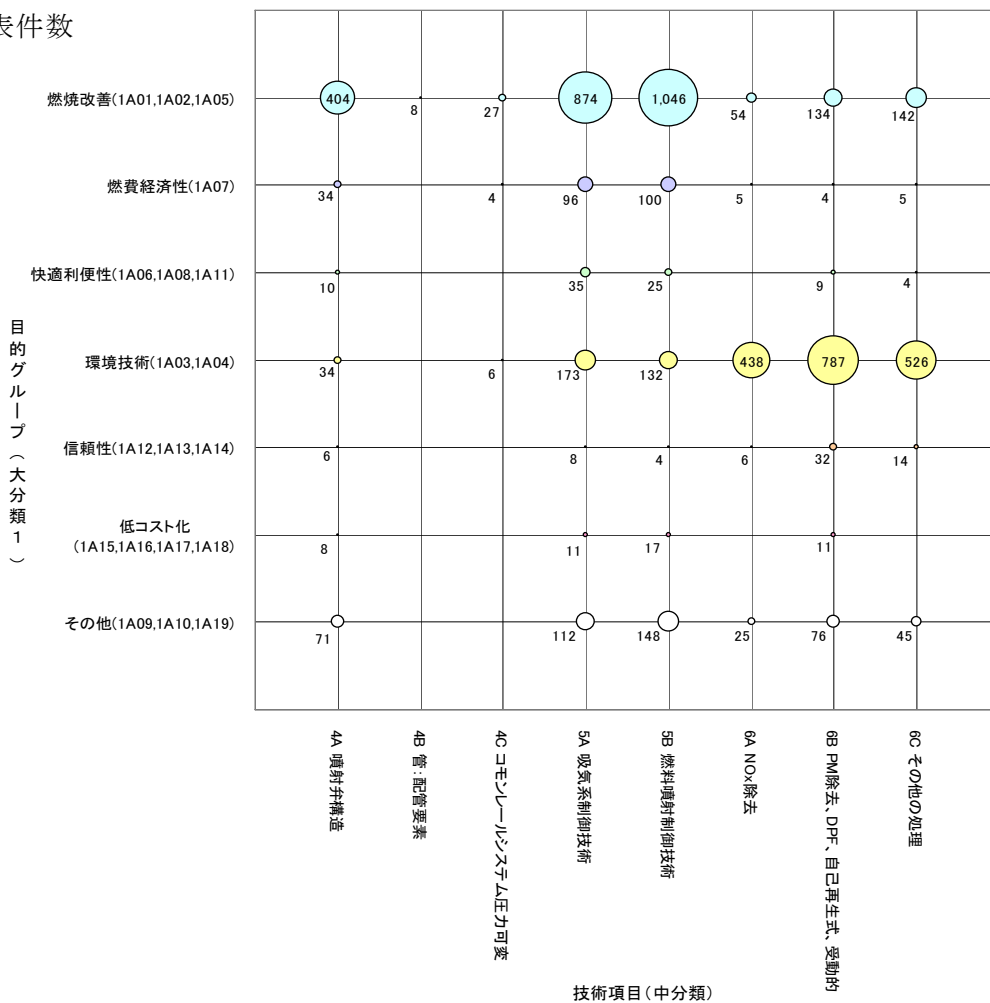 表件数
燃焼改善(1A01,1A02,1A05)
404
8
27
874
1,046
54
134
142
燃費経済性(1A07)
34
4
96
100
5
4
5
快適利便性(1A06,1A08,1A11)
10
35
25
9
4
環境技術(1A03,1A04)
34
6
173
132
438
787
526
信頼性(1A12,1A13,1A14)
6
8
4
6
32
14
低コスト化
(1A15,1A16,1A17,1A18)
8
11
17
11
その他(1A09,1A10,1A19)
71
112
148
25
76
45
目的グループ(大分類1)
4A 噴射弁構造
4B 管:配管要素
4C コモンレールシステム圧力可変
5A 吸気系制御技術
5B 燃料噴射制御技術
6A NOx除去
6B PM除去、DPF、自己再生式、受動的
6C その他の処理
技術項目(中分類)